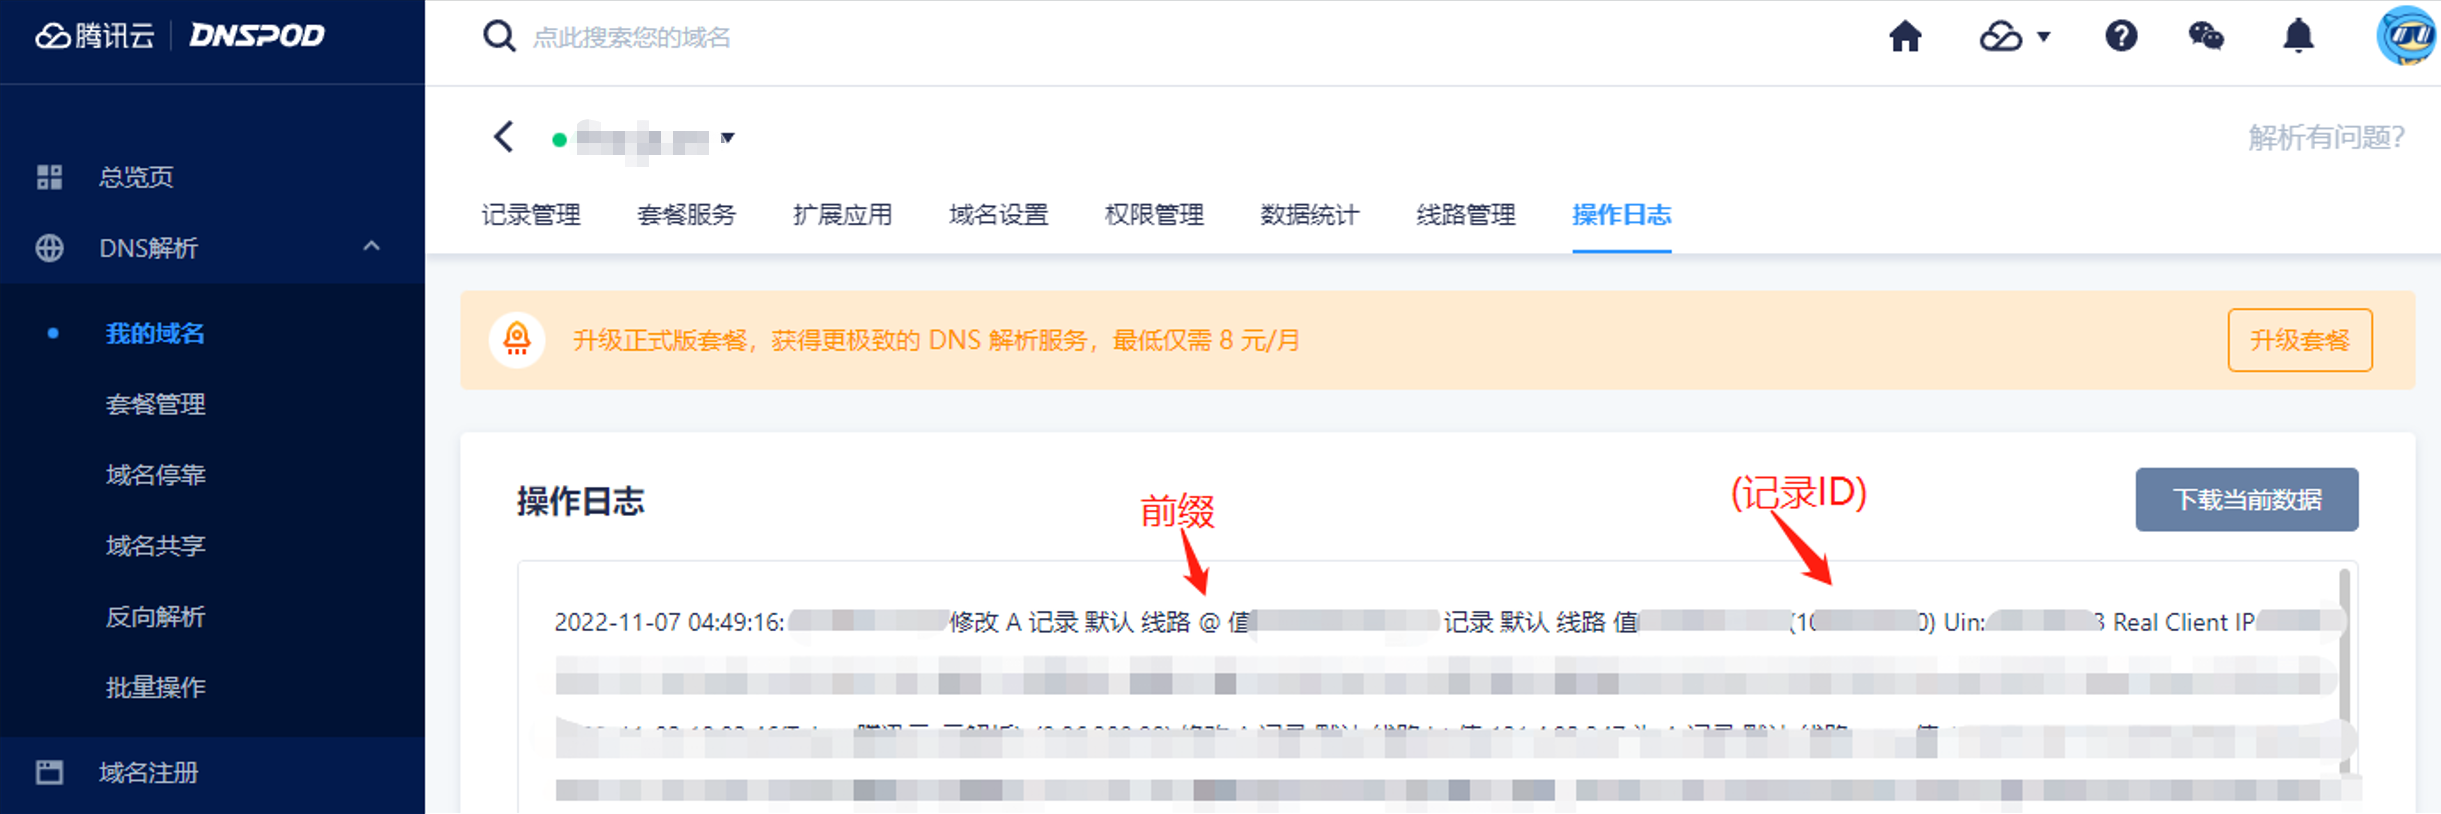 腾讯云 DNSPOD
点此搜索您的域名
解析有问题?
记录管理 套餐服务 扩展应用 域名设置 权限管理 数据统计 线路管理 操作日志
总览页
DNS解析
我的域名
套餐管理
域名停靠
域名共享
反向解析
批量操作
域名注册
升级正式版套餐，获得更极致的 DNS 解析服务，最低仅需 8 元/月
升级套餐
操作日志
前缀
(记录ID)
下载当前数据
2022-11-07 04:49:16: 修改 A 记录 默认 线路 @ 值 记录 默认 线路 值 (10 0) Uin: 3 Real Client IP